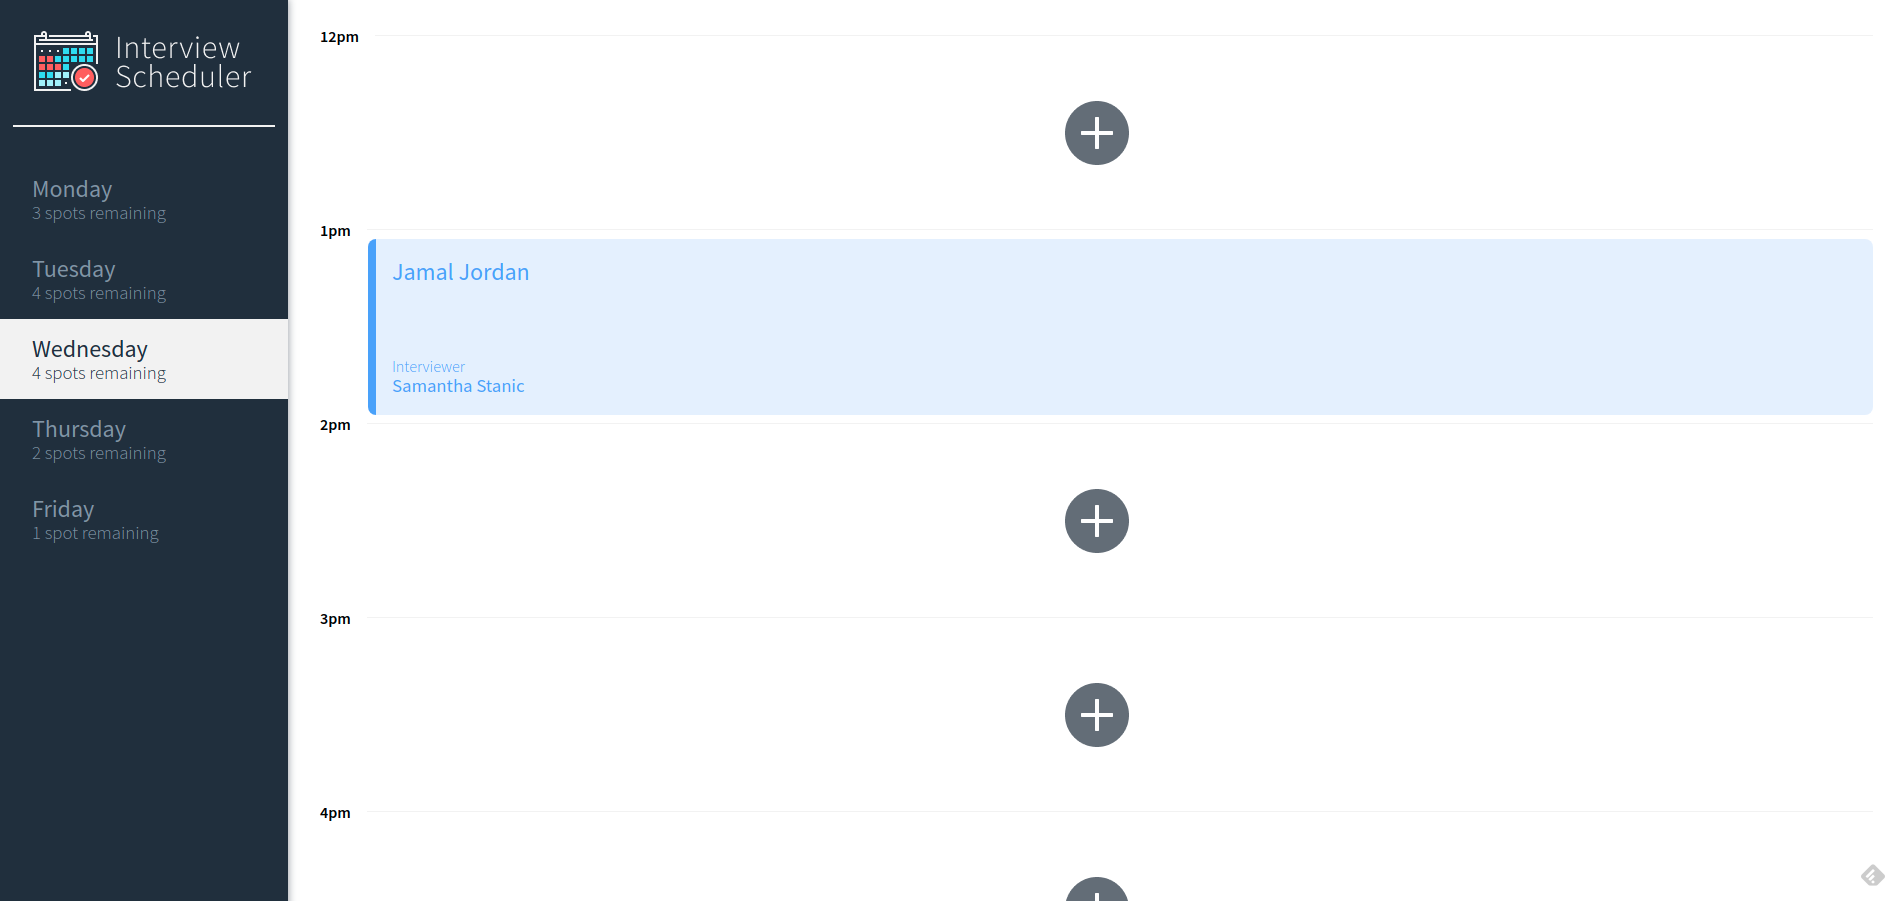 Interview
Scheduler
Monday
3 spots remaining
Tuesday
4 spots remaining
Wednesday
4 spots remaining
Thursday
2 spots remaining
Friday
1 spot remaining
12pm
1pm
Jamal Jordan
Interviewer
Samantha Stanic
2pm
3pm
4pm